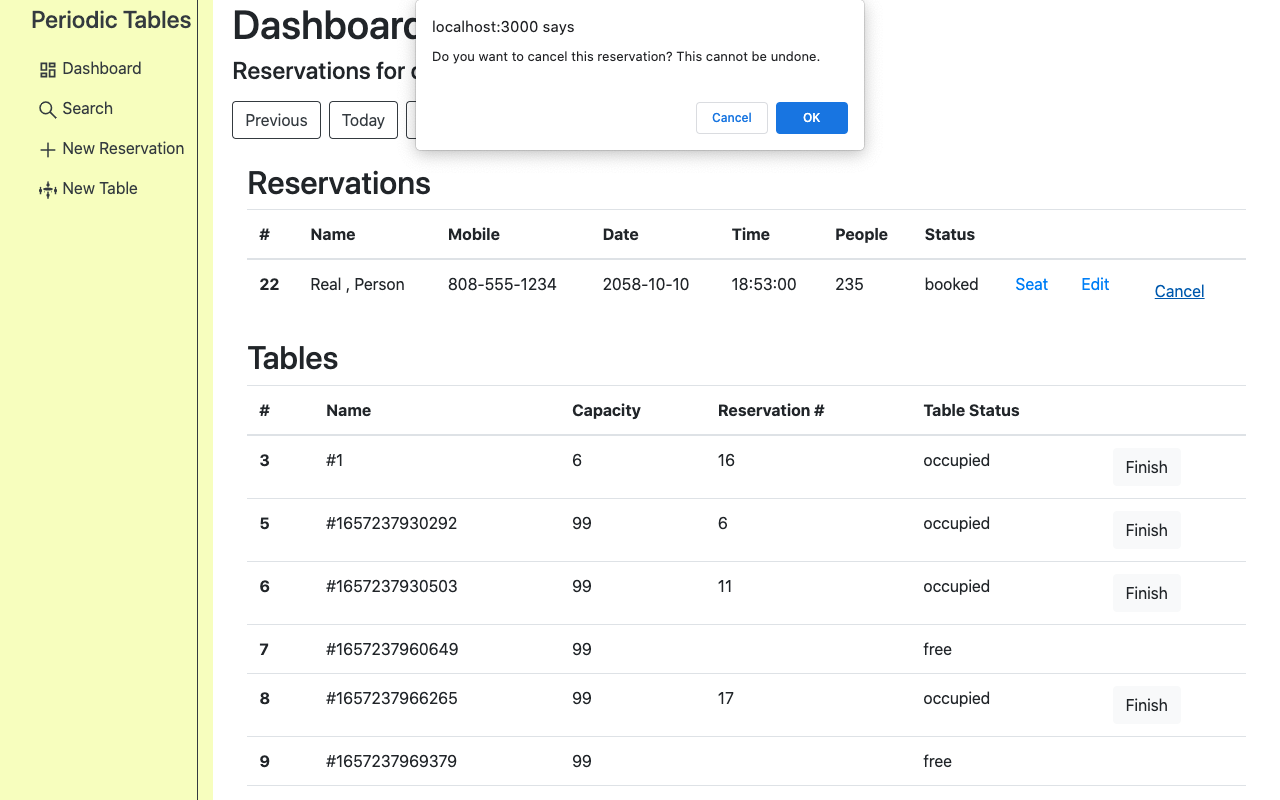 Periodic Tables
Dashboard
Search
New Reservation
New Table
Dashboard
Reservations for
Previous
Today
localhost:3000 says
Do you want to cancel this reservation? This cannot be undone.
Cancel
OK
Reservations
# Name Mobile Date Time People Status
22 Real , Person 808-555-1234 2058-10-10 18:53:00 235 booked Seat Edit Cancel
Tables
# Name Capacity Reservation # Table Status
3 #1 6 16 occupied Finish
5 #1657237930292 99 6 occupied Finish
6 #1657237930503 99 11 occupied Finish
7 #1657237960649 99 free
8 #1657237966265 99 17 occupied Finish
9 #1657237969379 99 free